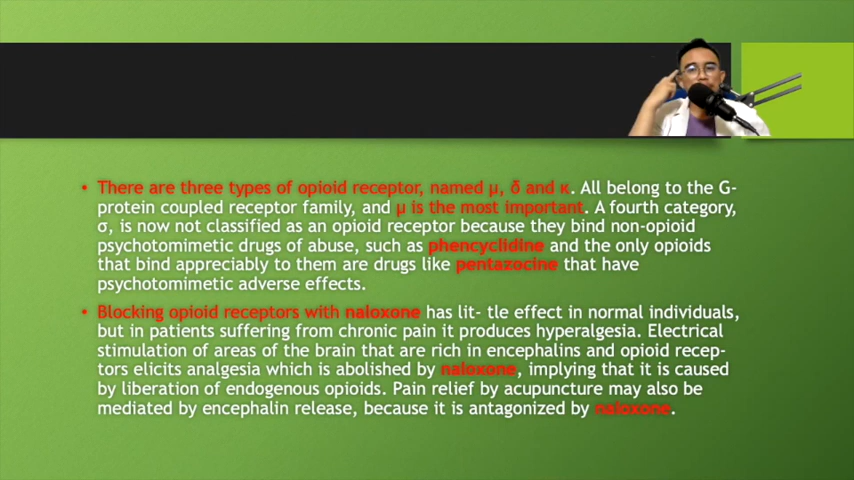 • There are three types of opioid receptor, named μ, δ and κ. All belong to the G-
protein coupled receptor family, and μ is the most important. A fourth category,
σ, is now not classified as an opioid receptor because they bind non-opioid
psychotomimetic drugs of abuse, such as phencyclidine and the only opioids
that bind appreciably to them are drugs like pentazocine that have
psychotomimetic adverse effects.
• Blocking opioid receptors with naloxone has lit- tle effect in normal individuals,
but in patients suffering from chronic pain it produces hyperalgesia. Electrical
stimulation of areas of the brain that are rich in encephalins and opioid recep-
tors elicits analgesia which is abolished by naloxone, implying that it is caused
by liberation of endogenous opioids. Pain relief by acupuncture may also be
mediated by encephalin release, because it is antagonized by naloxone.